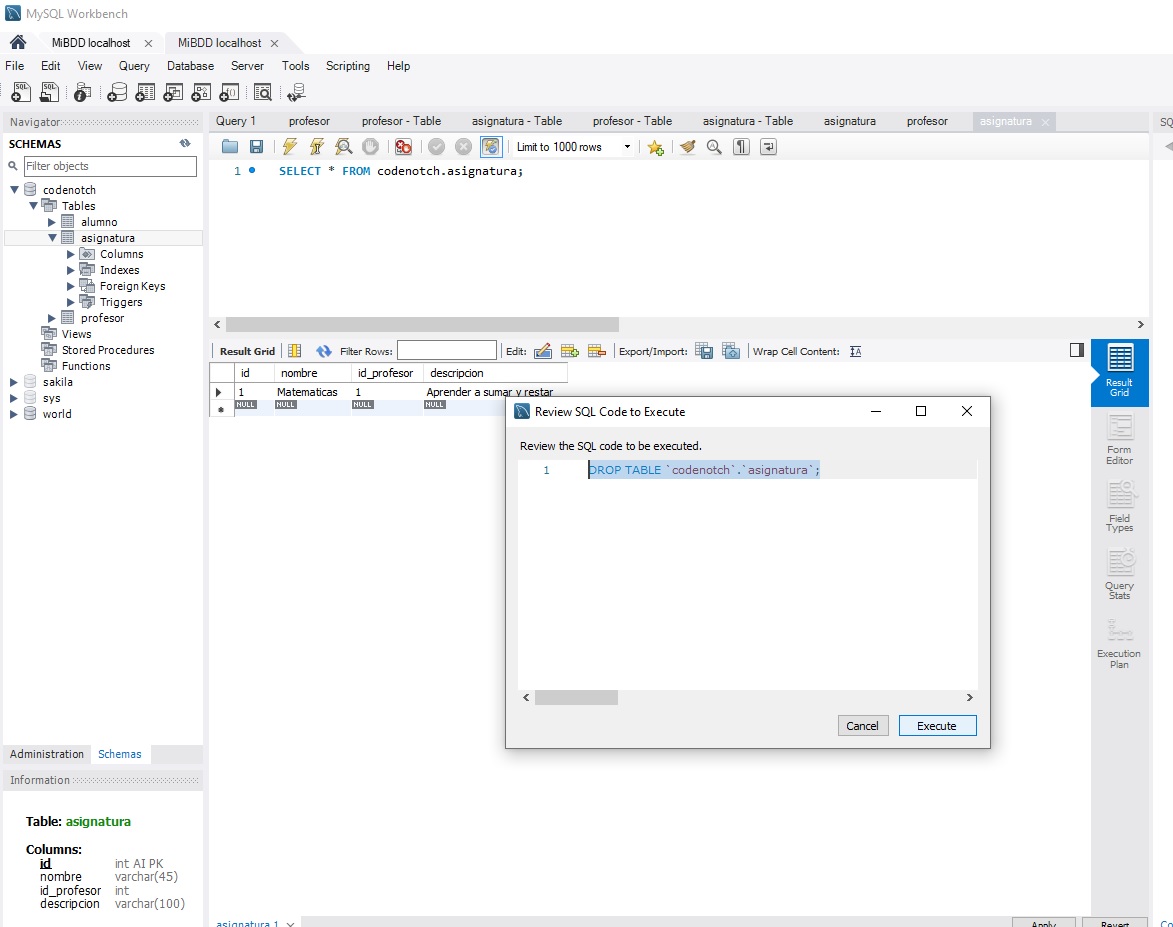 MySQL Workbench
MiBDD localhost
MiBDD localhost
File Edit View Query Database Server Tools Scripting Help
Navigator
SCHEMAS
Filter objects
codenotch
Tables
alumno
asignatura
Columns
Indexes
Foreign Keys
Triggers
profesor
Views
Stored Procedures
Functions
sakila
sys
world
Administration Schemas
Information
Table: asignatura
Columns:
id int AI PK
nombre varchar(45)
id_profesor int
descripcion varchar(100)
Query 1 profesor profesor - Table asignatura - Table profesor - Table asignatura - Table asignatura profesor asignatura
SQ
Limit to 1000 rows
1 SELECT * FROM codenotch.asignatura;
Result Grid Filter Rows: Edit: Export/Import: Wrap Cell Content:
id nombre id_profesor descripcion
1 Matematicas 1 Aprender a sumar y restar
NULL NULL NULL NULL
Review SQL Code to Execute
Review the SQL code to be executed.
1 DROP TABLE `codenotch`.`asignatura`;
Cancel Execute
Result
Grid
Form
Editor
Field
Types
Query
Stats
Execution
Plan
asignatura 1
Apply Revert
Co